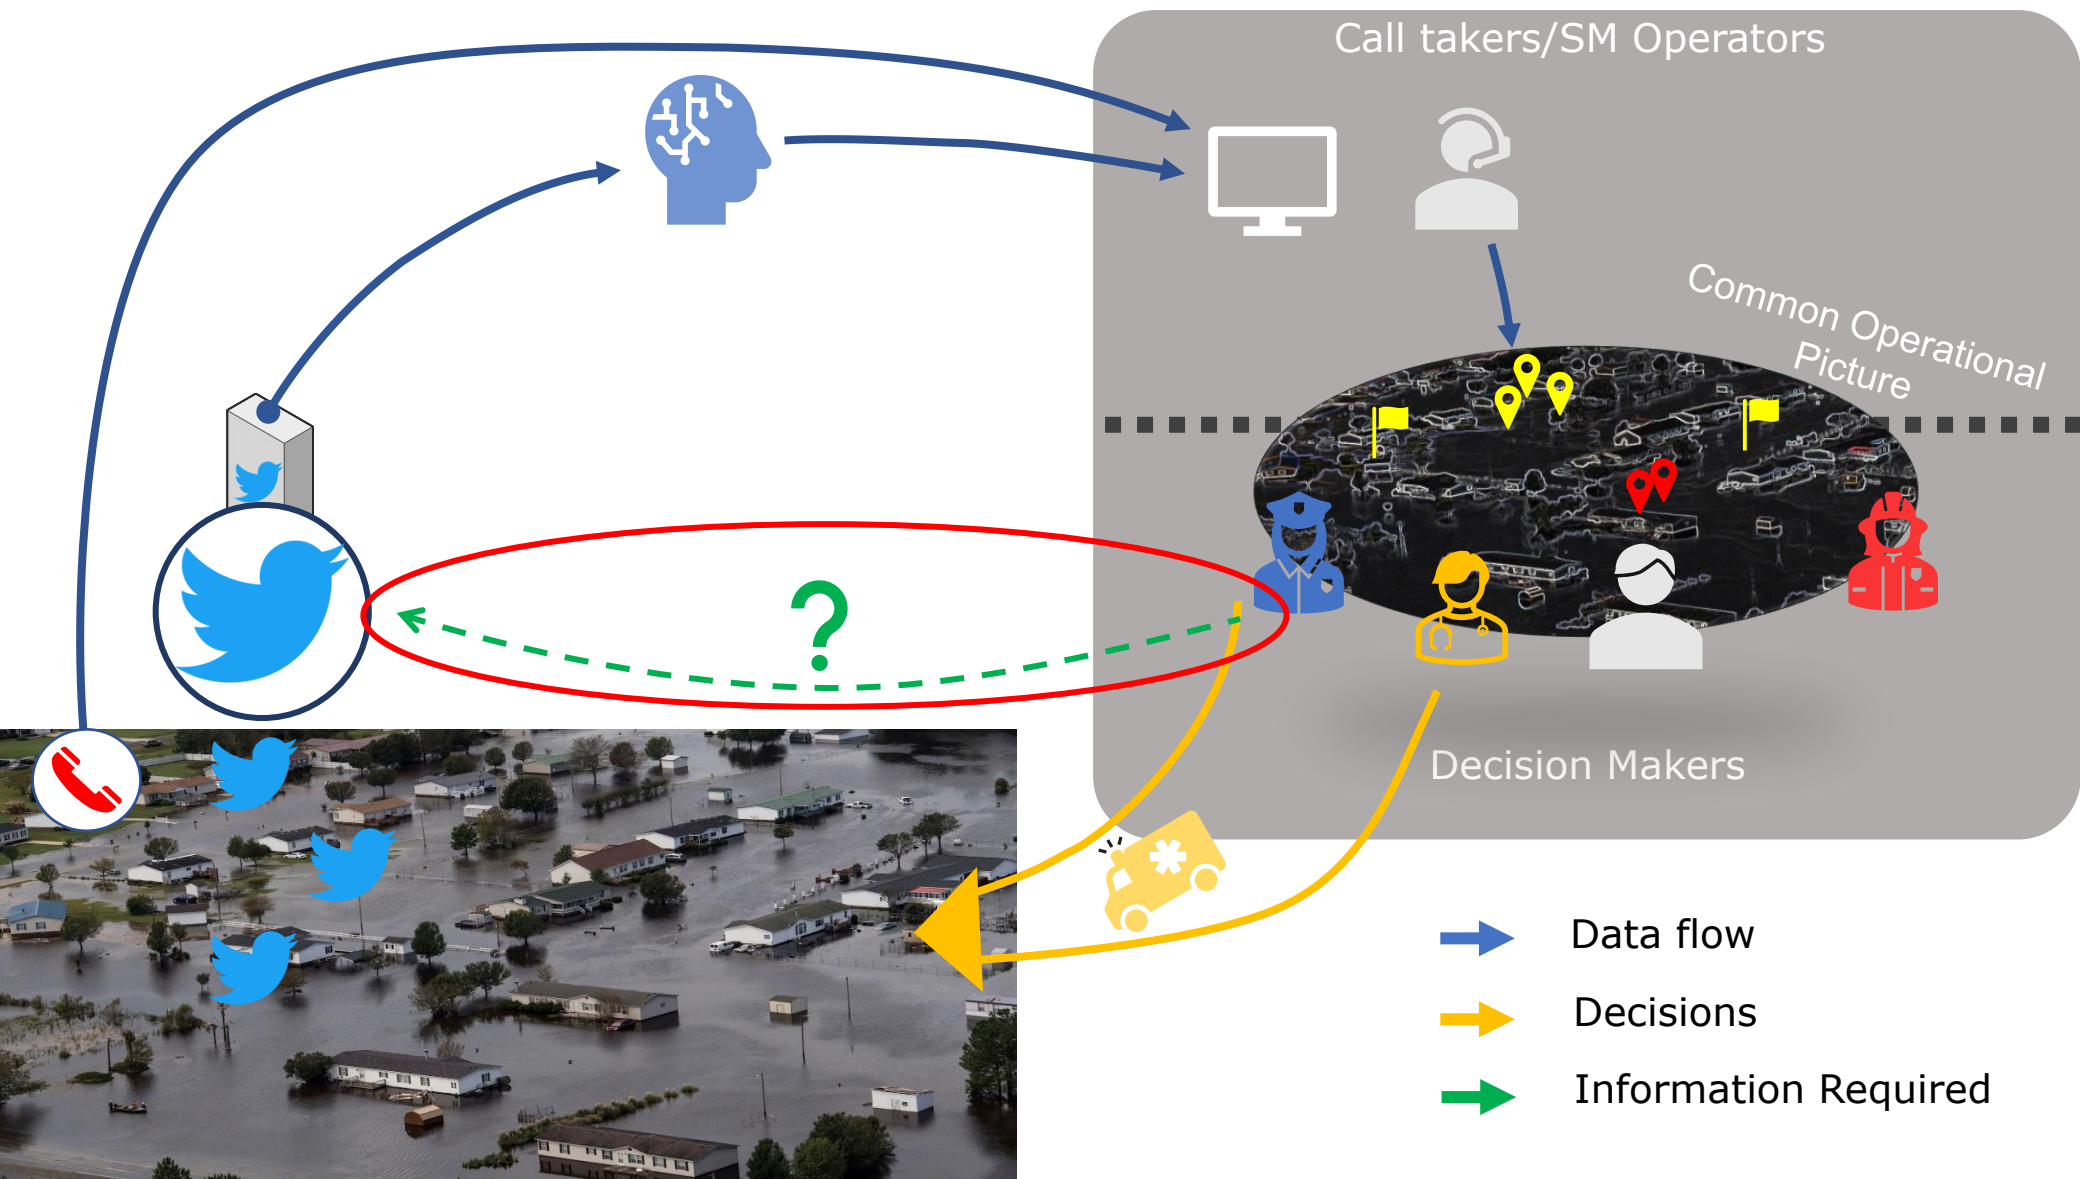 Call takers/SM Operators
Common Operational
Picture
?
Decision Makers
Data flow
Decisions
Information Required